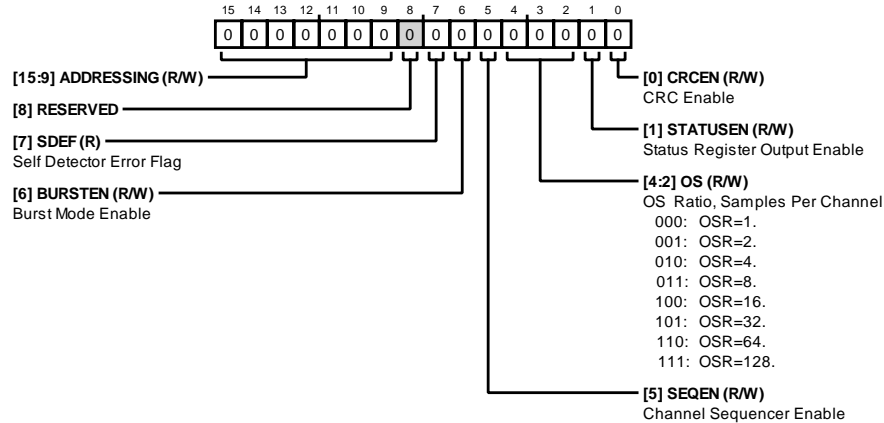 15 14 13 12 11 10 9 8 7 6 5 4 3 2 1 0
0 0 0 0 0 0 0 0 0 0 0 0 0 0 0 0
[15:9] ADDRESSING (R/W)
[8] RESERVED
[7] SDEF (R)
Self Detector Error Flag
[6] BURSTEN (R/W)
Burst Mode Enable
[0] CRCEN (R/W)
CRC Enable
[1] STATUSEN (R/W)
Status Register Output Enable
[4:2] OS (R/W)
OS Ratio, Samples Per Channel
000: OSR=1.
001: OSR=2.
010: OSR=4.
011: OSR=8.
100: OSR=16.
101: OSR=32.
110: OSR=64.
111: OSR=128.
[5] SEQEN (R/W)
Channel Sequencer Enable